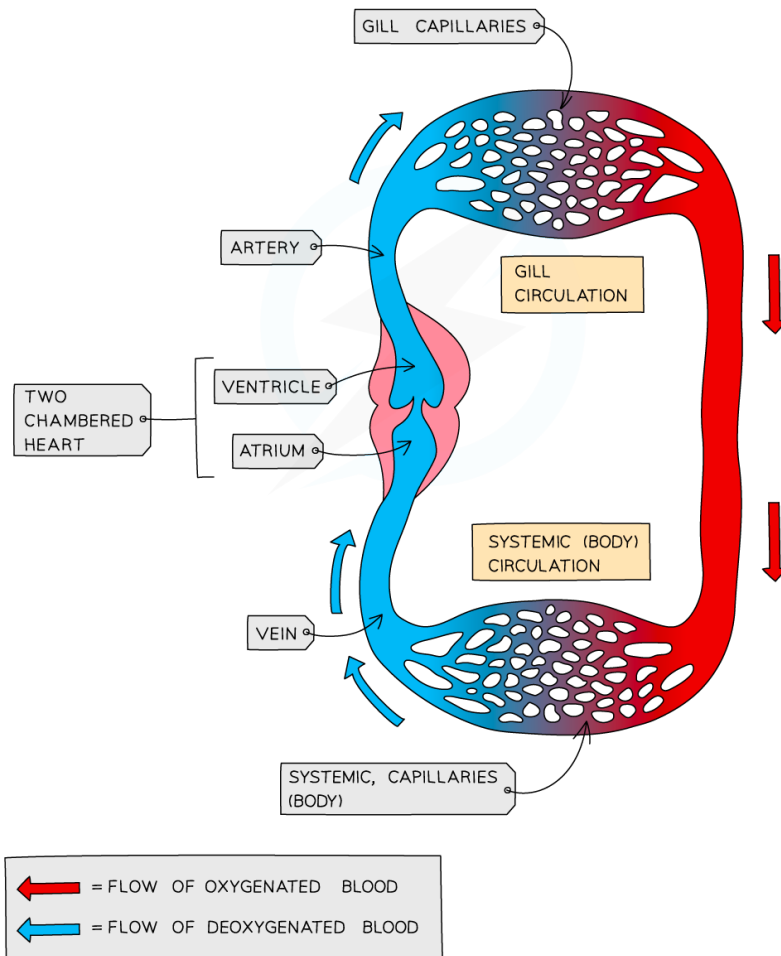 GILL CAPILLARIES
ARTERY
GILL
CIRCULATION
VENTRICLE
TWO
CHAMBERED
HEART
ATRIUM
SYSTEMIC (BODY)
CIRCULATION
VEIN
SYSTEMIC, CAPILLARIES
(BODY)
= FLOW OF OXYGENATED BLOOD
= FLOW OF DEOXYGENATED BLOOD